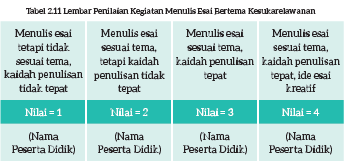 Tabel 2.11 Lembar Penilaian Kegiatan Menulis Esai Bertema Kesukarelawanan
Menulis esai
tetapi tidak
sesuai tema,
kaidah penulisan
tidak tepat
Menulis esai
sesuai tema,
tetapi kaidah
penulisan tidak
tepat
Menulis esai
sesuai tema,
kaidah penulisan
tepat
Menulis esai
sesuai tema,
kaidah penulisan
tepat, ide esai
kreatif
Nilai = 1
Nilai = 2
Nilai = 3
Nilai = 4
(Nama
Peserta Didik)
(Nama
Peserta Didik)
(Nama
Peserta Didik)
(Nama
Peserta Didik)